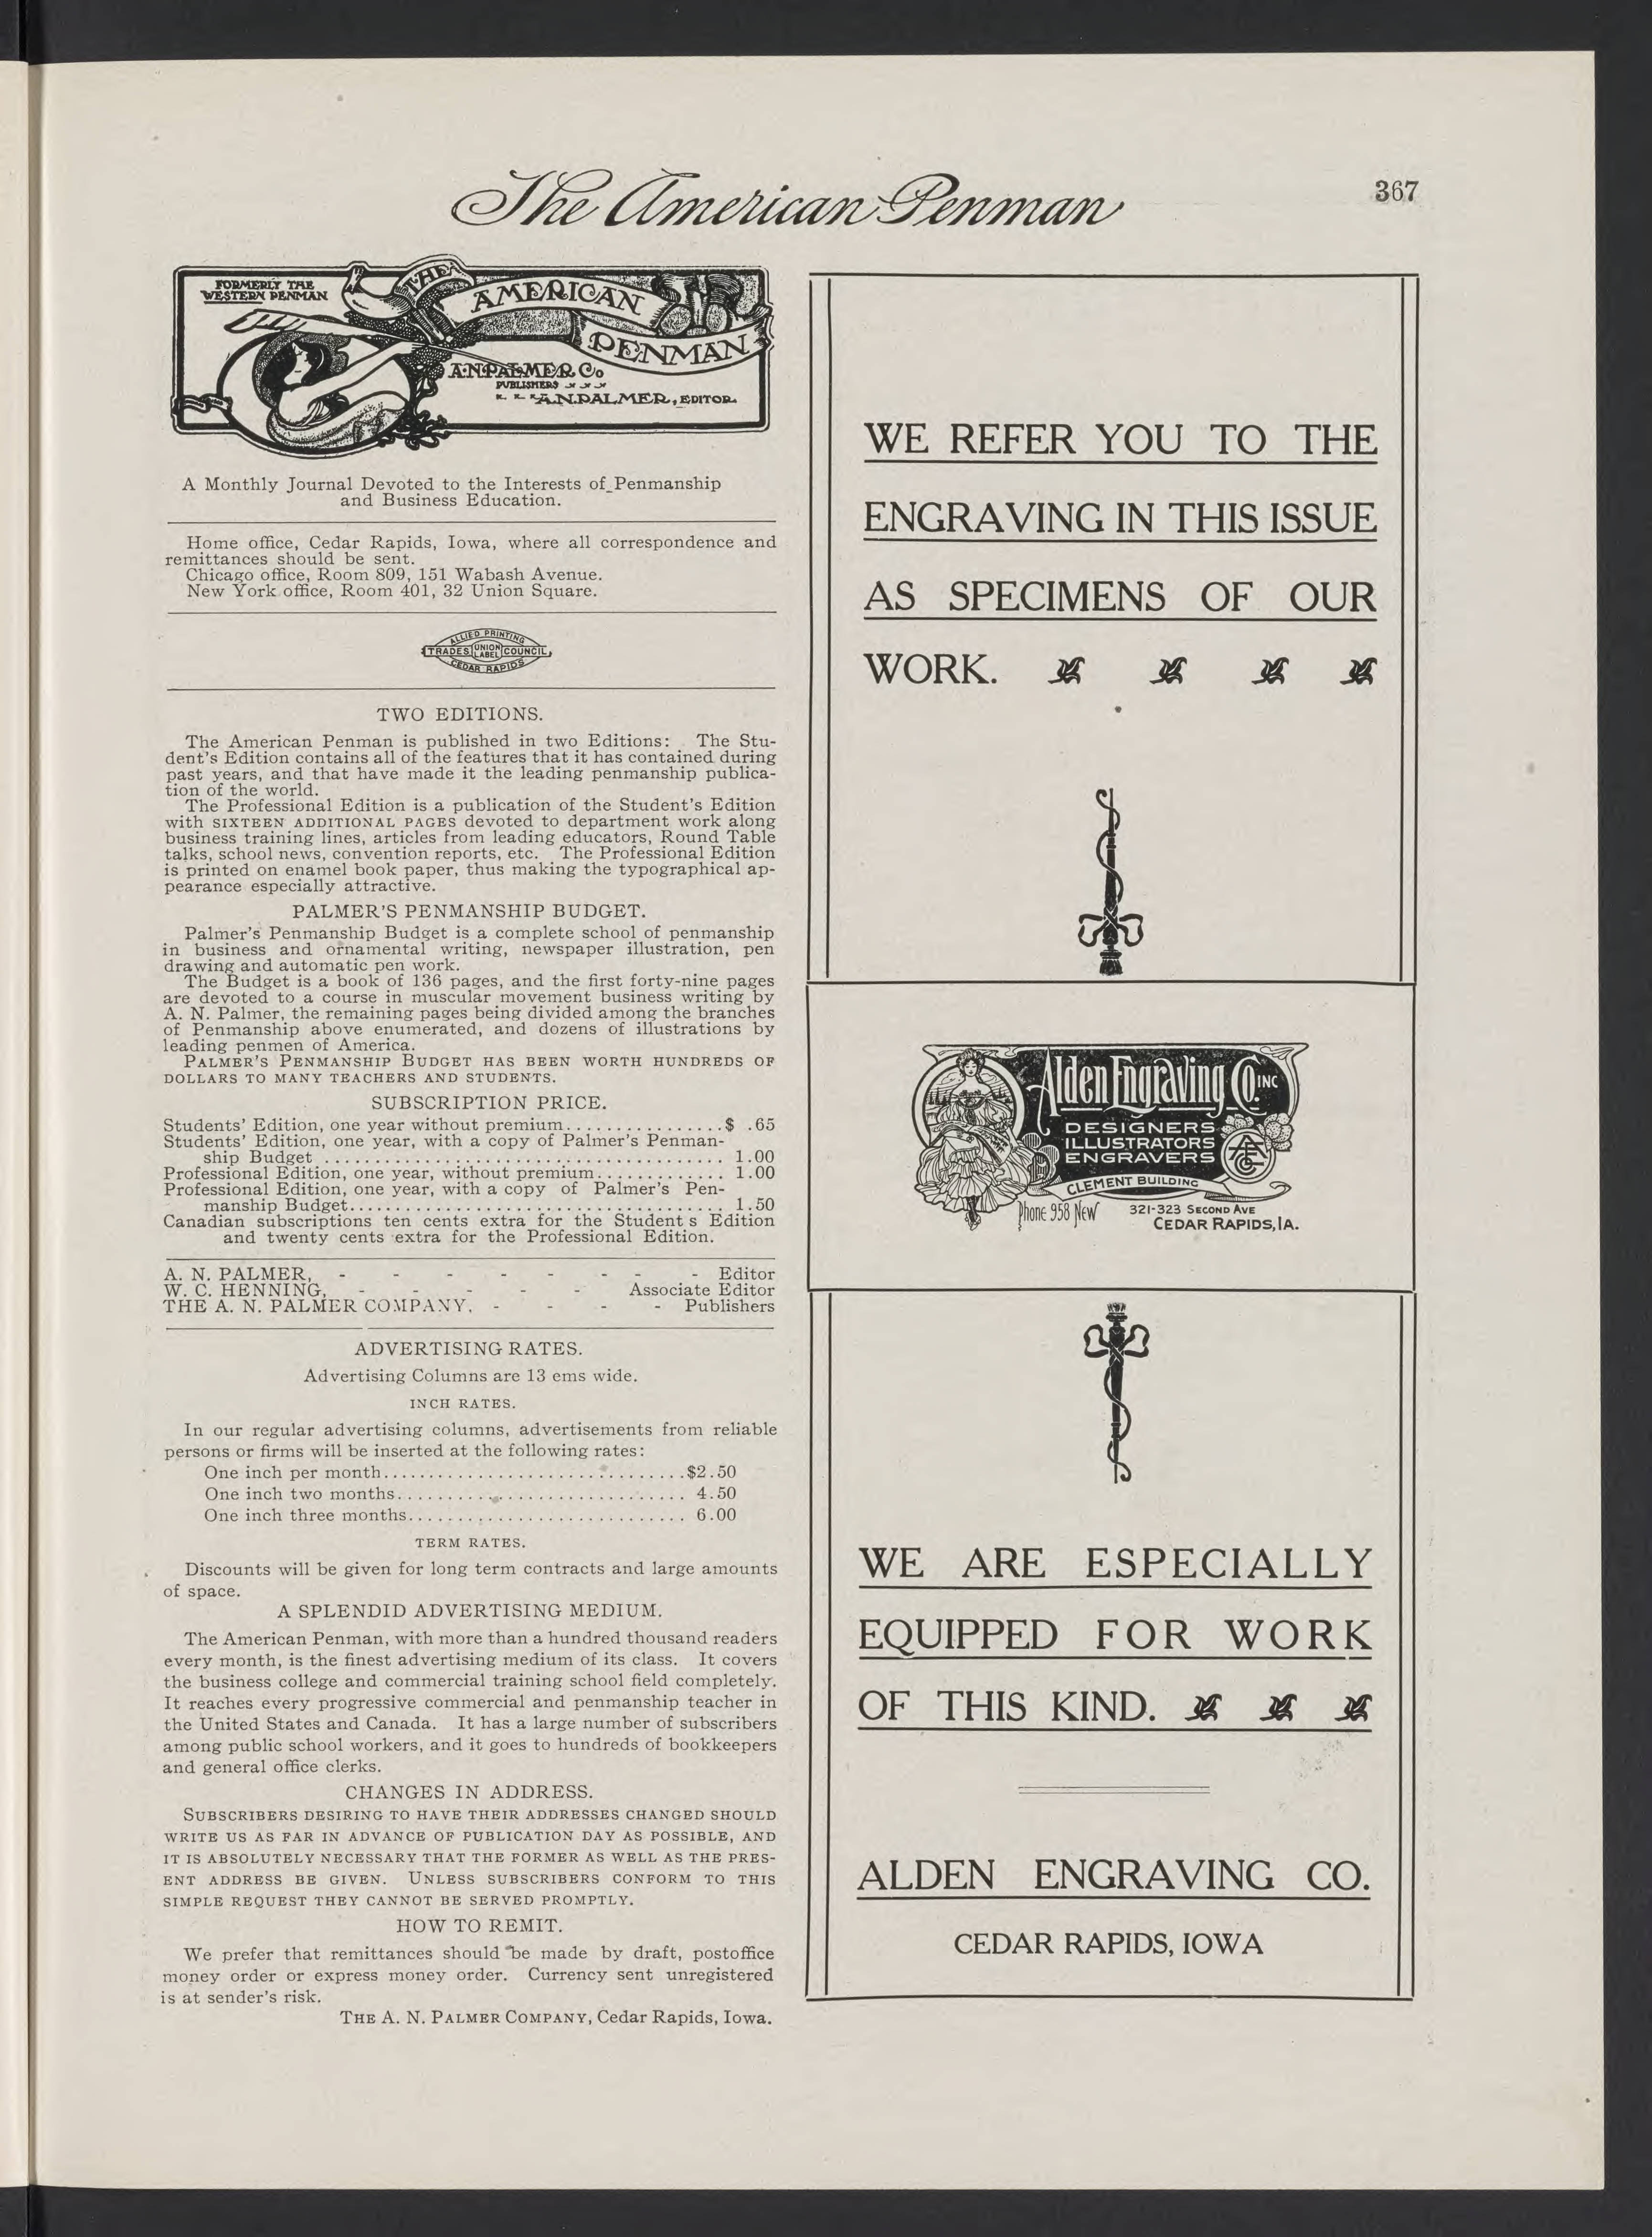 The American Penman
367
FORMERLY THE
WESTERN PENMAN
THE
AMERICAN
PENMAN
A.N.PALMER Co
PUBLISHERS
A.N.PALMER, EDITOR.
A Monthly Journal Devoted to the Interests of Penmanship
and Business Education.
Home office, Cedar Rapids, Iowa, where all correspondence and
remittances should be sent.
Chicago office, Room 809, 151 Wabash Avenue.
New York office, Room 401, 32 Union Square.
ALLIED PRINTING
TRADES UNION LABEL COUNCIL
CEDAR RAPIDS
TWO EDITIONS.
The American Penman is published in two Editions: The Stu-
dent's Edition contains all of the features that it has contained during
past years, and that have made it the leading penmanship publica-
tion of the world.
The Professional Edition is a publication of the Student's Edition
with SIXTEEN ADDITIONAL PAGES devoted to department work along
business training lines, articles from leading educators, Round Table
talks, school news, convention reports, etc. The Professional Edition
is printed on enamel book paper, thus making the typographical ap-
pearance especially attractive.
PALMER'S PENMANSHIP BUDGET.
Palmer's Penmanship Budget is a complete school of penmanship
in business and ornamental writing, newspaper illustration, pen
drawing and automatic pen work.
The Budget is a book of 136 pages, and the first forty-nine pages
are devoted to a course in muscular movement business writing by
A. N. Palmer, the remaining pages being divided among the branches
of Penmanship above enumerated, and dozens of illustrations by
leading penmen of America.
PALMER'S PENMANSHIP BUDGET HAS BEEN WORTH HUNDREDS OF
DOLLARS TO MANY TEACHERS AND STUDENTS.
SUBSCRIPTION PRICE.
Students' Edition, one year without premium................$ .65
Students' Edition, one year, with a copy of Palmer's Penman-
ship Budget ........................................ 1.00
Professional Edition, one year, without premium............. 1.00
Professional Edition, one year, with a copy of Palmer's Pen-
manship Budget..................................... 1.50
Canadian subscriptions ten cents extra for the Student s Edition
and twenty cents extra for the Professional Edition.
A. N. PALMER, - - - - - - - - Editor
W. C. HENNING, - - - - - Associate Editor
THE A. N. PALMER COMPANY, - - - - Publishers
ADVERTISING RATES.
Advertising Columns are 13 ems wide.
INCH RATES.
In our regular advertising columns, advertisements from reliable
persons or firms will be inserted at the following rates:
One inch per month..............................$2.50
One inch two months............................. 4.50
One inch three months............................ 6.00
TERM RATES.
Discounts will be given for long term contracts and large amounts
of space.
A SPLENDID ADVERTISING MEDIUM.
The American Penman, with more than a hundred thousand readers
every month, is the finest advertising medium of its class. It covers
the business college and commercial training school field completely.
It reaches every progressive commercial and penmanship teacher in
the United States and Canada. It has a large number of subscribers
among public school workers, and it goes to hundreds of bookkeepers
and general office clerks.
CHANGES IN ADDRESS.
SUBSCRIBERS DESIRING TO HAVE THEIR ADDRESSES CHANGED SHOULD
WRITE US AS FAR IN ADVANCE OF PUBLICATION DAY AS POSSIBLE, AND
IT IS ABSOLUTELY NECESSARY THAT THE FORMER AS WELL AS THE PRES-
ENT ADDRESS BE GIVEN. UNLESS SUBSCRIBERS CONFORM TO THIS
SIMPLE REQUEST THEY CANNOT BE SERVED PROMPTLY.
HOW TO REMIT.
We prefer that remittances should be made by draft, postoffice
money order or express money order. Currency sent unregistered
is at sender's risk.
THE A. N. PALMER COMPANY, Cedar Rapids, Iowa.
WE REFER YOU TO THE
ENGRAVING IN THIS ISSUE
AS SPECIMENS OF OUR
WORK.
Alden Engraving Co. INC
DESIGNERS
ILLUSTRATORS
ENGRAVERS
CLEMENT BUILDING
Phone 958 New
321-323 SECOND AVE
CEDAR RAPIDS, IA.
WE ARE ESPECIALLY
EQUIPPED FOR WORK
OF THIS KIND.
ALDEN ENGRAVING CO.
CEDAR RAPIDS, IOWA